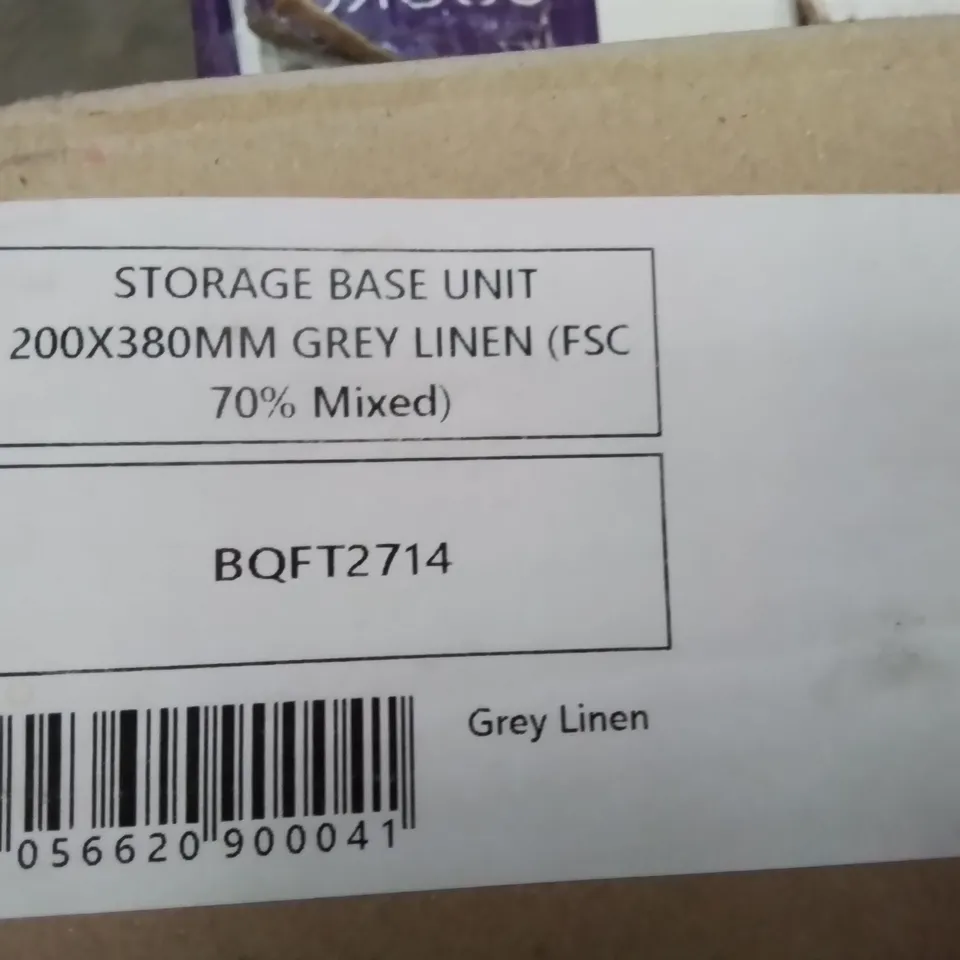 STORAGE BASE UNIT
200X380MM GREY LINEN (FSC
70% Mixed)
BQFT2714
Grey Linen
056620 900041